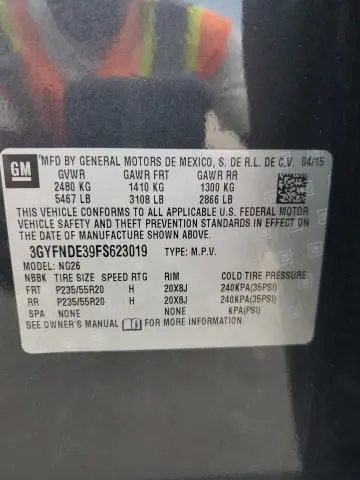 GM
MFD BY GENERAL MOTORS DE MEXICO, S. DE R.L. DE C.V. 04/15
GVWR GAWR FRT GAWR RR
2480 KG 1410 KG 1300 KG
5467 LB 3108 LB 2866 LB
THIS VEHICLE CONFORMS TO ALL APPLICABLE U.S. FEDERAL MOTOR
VEHICLE SAFETY AND THEFT PREVENTION STANDARDS IN EFFECT ON
THE DATE OF MANUFACTURE SHOWN ABOVE.
3GYFNDE39FS623019 TYPE: M.P.V.
MODEL: NG26
NBBK TIRE SIZE SPEED RTG RIM COLD TIRE PRESSURE
FRT P235/55R20 H 20X8J 240KPA(35PSI)
RR P235/55R20 H 20X8J 240KPA(35PSI)
SPA NONE NONE KPA(PSI)
SEE OWNER'S MANUAL FOR MORE INFORMATION.